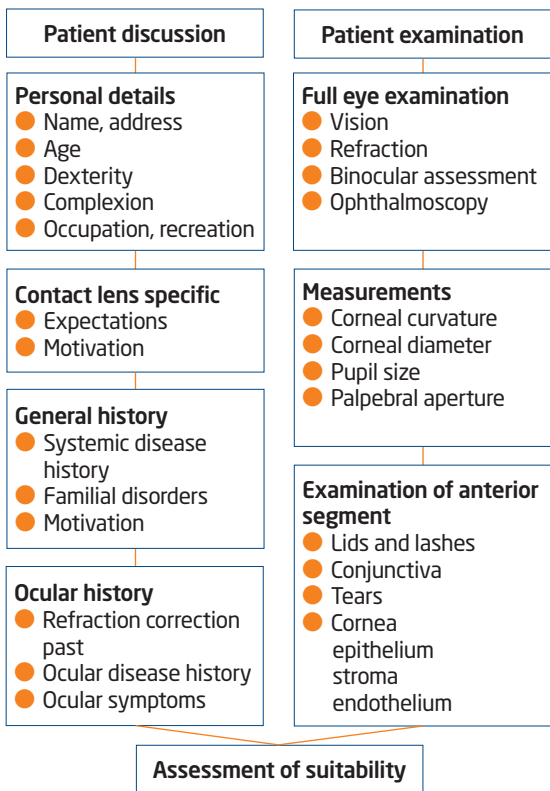 Patient discussion
Personal details
Name, address
Age
Dexterity
Complexion
Occupation, recreation
Contact lens specific
Expectations
Motivation
General history
Systemic disease
history
Familial disorders
Motivation
Ocular history
Refraction correction
past
Ocular disease history
Ocular symptoms
Patient examination
Full eye examination
Vision
Refraction
Binocular assessment
Ophthalmoscopy
Measurements
Corneal curvature
Corneal diameter
Pupil size
Palpebral aperture
Examination of anterior
segment
Lids and lashes
Conjunctiva
Tears
Cornea
epithelium
stroma
endothelium
Assessment of suitability